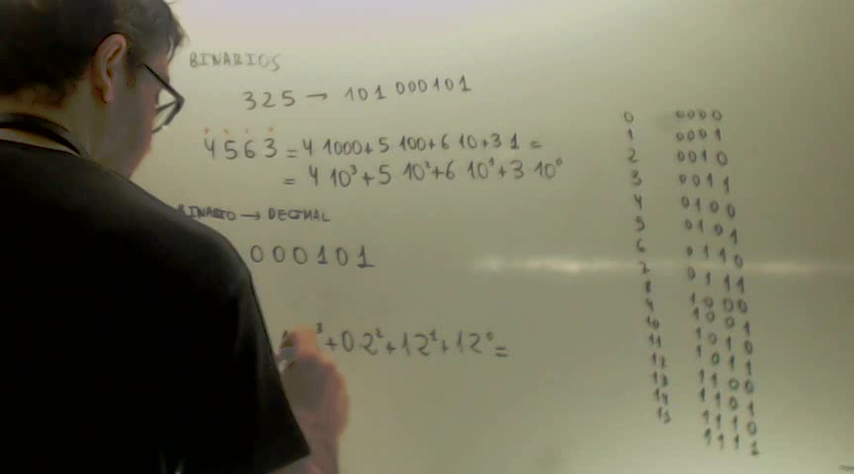 BINARIOS
325 → 101 000101
4563 = 4 1000+5 100+6 10+3 1 =
= 4 10³+5 10²+6 10¹+3 10⁰
→ DECIMAL
000101
³+0 2²+1 2¹+1 2⁰=
0 0000
1 0001
2 0010
3 0011
4 0100
5 0101
6 0110
0111
8 1000
1001
10 1010
11 1011
12 1100
13 1101
14 1110
15 1111